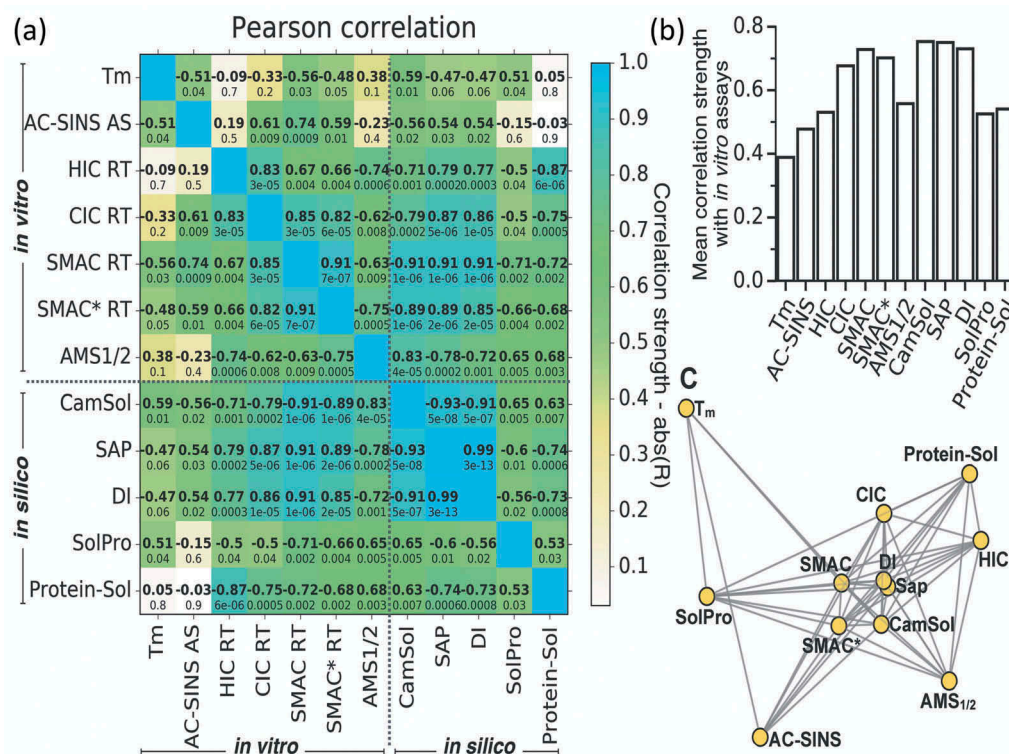 (a)
Pearson correlation
in vitro
in silico
Tm
-0.51 -0.09 -0.33 -0.56 -0.48 0.38 0.59 -0.47 -0.47 0.51 0.05
0.04 0.7 0.2 0.03 0.05 0.1 0.01 0.06 0.06 0.04 0.8
AC-SINS AS
-0.51 0.19 0.61 0.74 0.59 -0.23 -0.56 0.54 0.54 -0.15 -0.03
0.04 0.5 0.009 0.0009 0.01 0.4 0.02 0.03 0.02 0.6 0.9
HIC RT
-0.09 0.19 0.83 0.67 0.66 -0.74 -0.71 0.79 0.77 -0.5 -0.87
0.7 0.5 3e-05 0.004 0.004 0.0006 0.001 0.0002 0.0003 0.04 6e-06
CIC RT
-0.33 0.61 0.83 0.85 0.82 -0.62 -0.79 0.87 0.86 -0.5 -0.75
0.2 0.009 3e-05 3e-05 6e-05 0.008 0.0002 5e-06 1e-05 0.04 0.0005
SMAC RT
-0.56 0.74 0.67 0.85 0.91 -0.63 -0.91 0.91 0.91 -0.71 -0.72
0.03 0.0009 0.004 3e-05 7e-07 0.009 1e-06 1e-06 1e-06 0.002 0.002
SMAC* RT
-0.48 0.59 0.66 0.82 0.91 -0.75 -0.89 0.89 0.85 -0.66 -0.68
0.05 0.01 0.004 6e-05 7e-07 0.0005 1e-06 2e-06 2e-05 0.004 0.002
AMS1/2
0.38 -0.23 -0.74 -0.62 -0.63 -0.75 0.83 -0.78 -0.72 0.65 0.68
0.1 0.4 0.0006 0.008 0.009 0.0005 4e-05 0.0002 0.001 0.005 0.003
CamSol
0.59 -0.56 -0.71 -0.79 -0.91 -0.89 0.83 -0.93 -0.91 0.65 0.63
0.01 0.02 0.001 0.0002 1e-06 1e-06 4e-05 5e-08 5e-07 0.005 0.007
SAP
-0.47 0.54 0.79 0.87 0.91 0.89 -0.78 -0.93 0.99 -0.6 -0.74
0.06 0.03 0.0002 5e-06 1e-06 2e-06 0.0002 5e-08 3e-13 0.01 0.0006
DI
-0.47 0.54 0.77 0.86 0.91 0.85 -0.72 -0.91 0.99 -0.56 -0.73
0.06 0.02 0.0003 1e-05 1e-06 2e-05 0.001 5e-07 3e-13 0.02 0.0008
SolPro
0.51 -0.15 -0.5 -0.5 -0.71 -0.66 0.65 0.65 -0.6 -0.56 0.53
0.04 0.6 0.04 0.04 0.002 0.004 0.005 0.005 0.01 0.02 0.03
Protein-Sol
0.05 -0.03 -0.87 -0.75 -0.72 -0.68 0.68 0.63 -0.74 -0.73 0.53
0.8 0.9 6e-06 0.0005 0.002 0.002 0.003 0.007 0.0006 0.0008 0.03
Tm AC-SINS AS HIC RT CIC RT SMAC RT SMAC* RT AMS1/2 CamSol SAP DI SolPro Protein-Sol
in vitro in silico
1.0
0.9
0.8
0.7
0.6
0.5
0.4
0.3
0.2
0.1
Correlation strength - abs(R)
(b)
Mean correlation strength
with in vitro assays
0.8
0.6
0.4
0.2
0.0
Tm AC-SINS HIC CIC SMAC SMAC* AMS1/2 CamSol SAP DI SolPro Protein-Sol
C
Tm
Protein-Sol
CIC
HIC
SMAC
DI
Sap
SolPro
CamSol
SMAC*
AMS1/2
AC-SINS